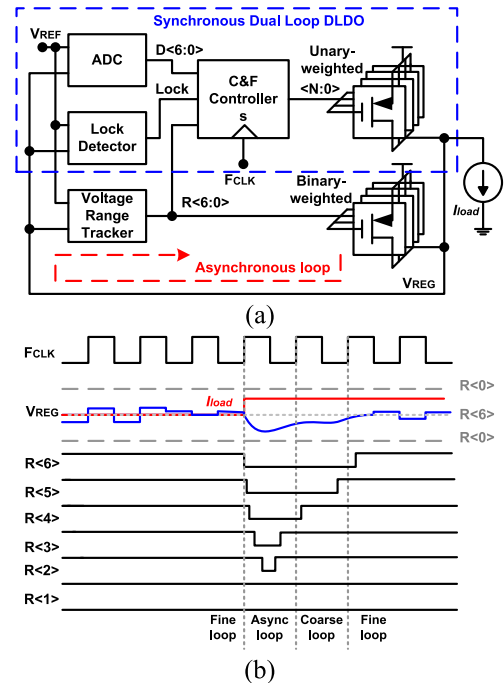 Synchronous Dual Loop DLDO
VREF
ADC
D<6:0>
Lock
Lock
Detector
C&F
Controller
S
FCLK
Unary-
weighted
<N:0>
Voltage
Range
Tracker
R<6:0>
Binary-
weighted
Iload
Asynchronous loop
VREG
(a)
FCLK
R<0>
Iload
VREG
R<6>
R<0>
R<6>
R<5>
R<4>
R<3>
R<2>
R<1>
Fine
loop
Async
loop
Coarse
loop
Fine
loop
(b)